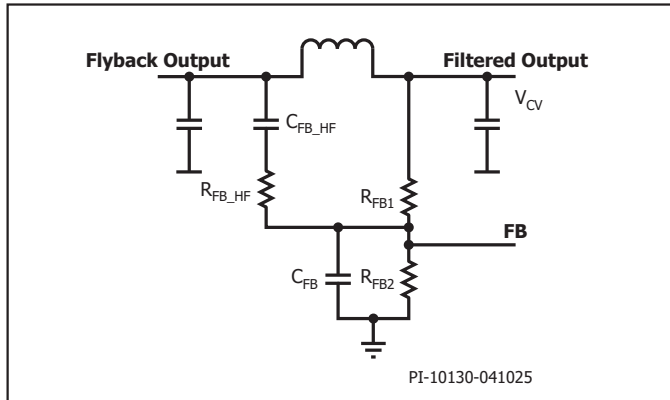 Flyback Output
Filtered Output
V_CV
C_FB_HF
R_FB_HF
R_FB1
FB
C_FB
R_FB2
PI-10130-041025